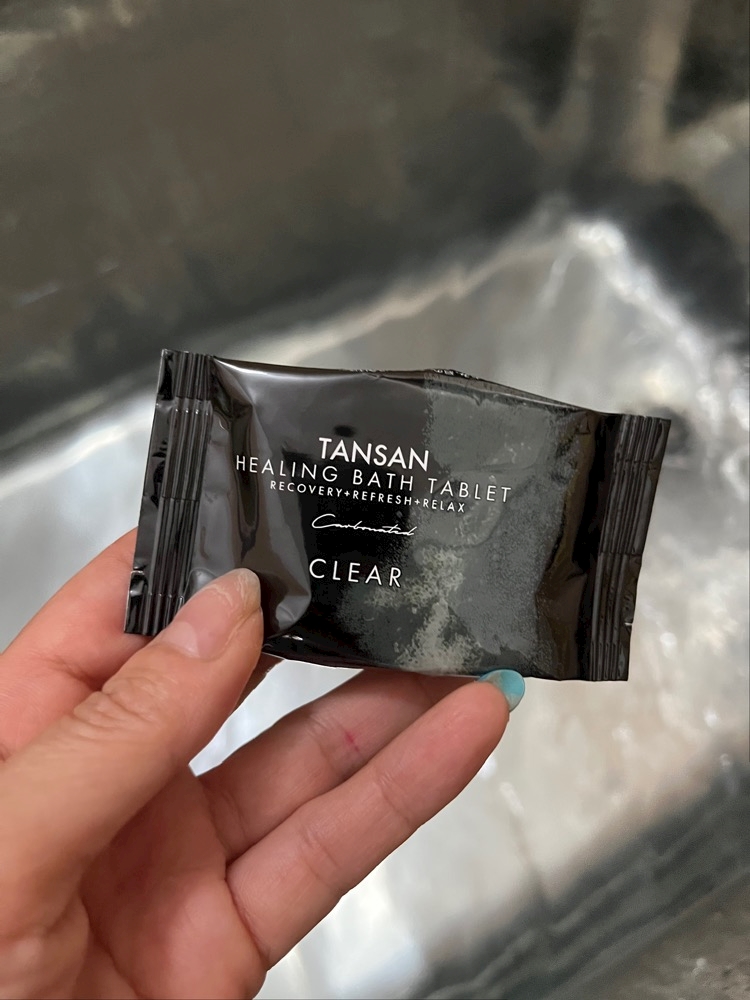 TANSAN
HEALING BATH TABLET
RECOVERY+REFRESH+RELAX
Carbonated
CLEAR